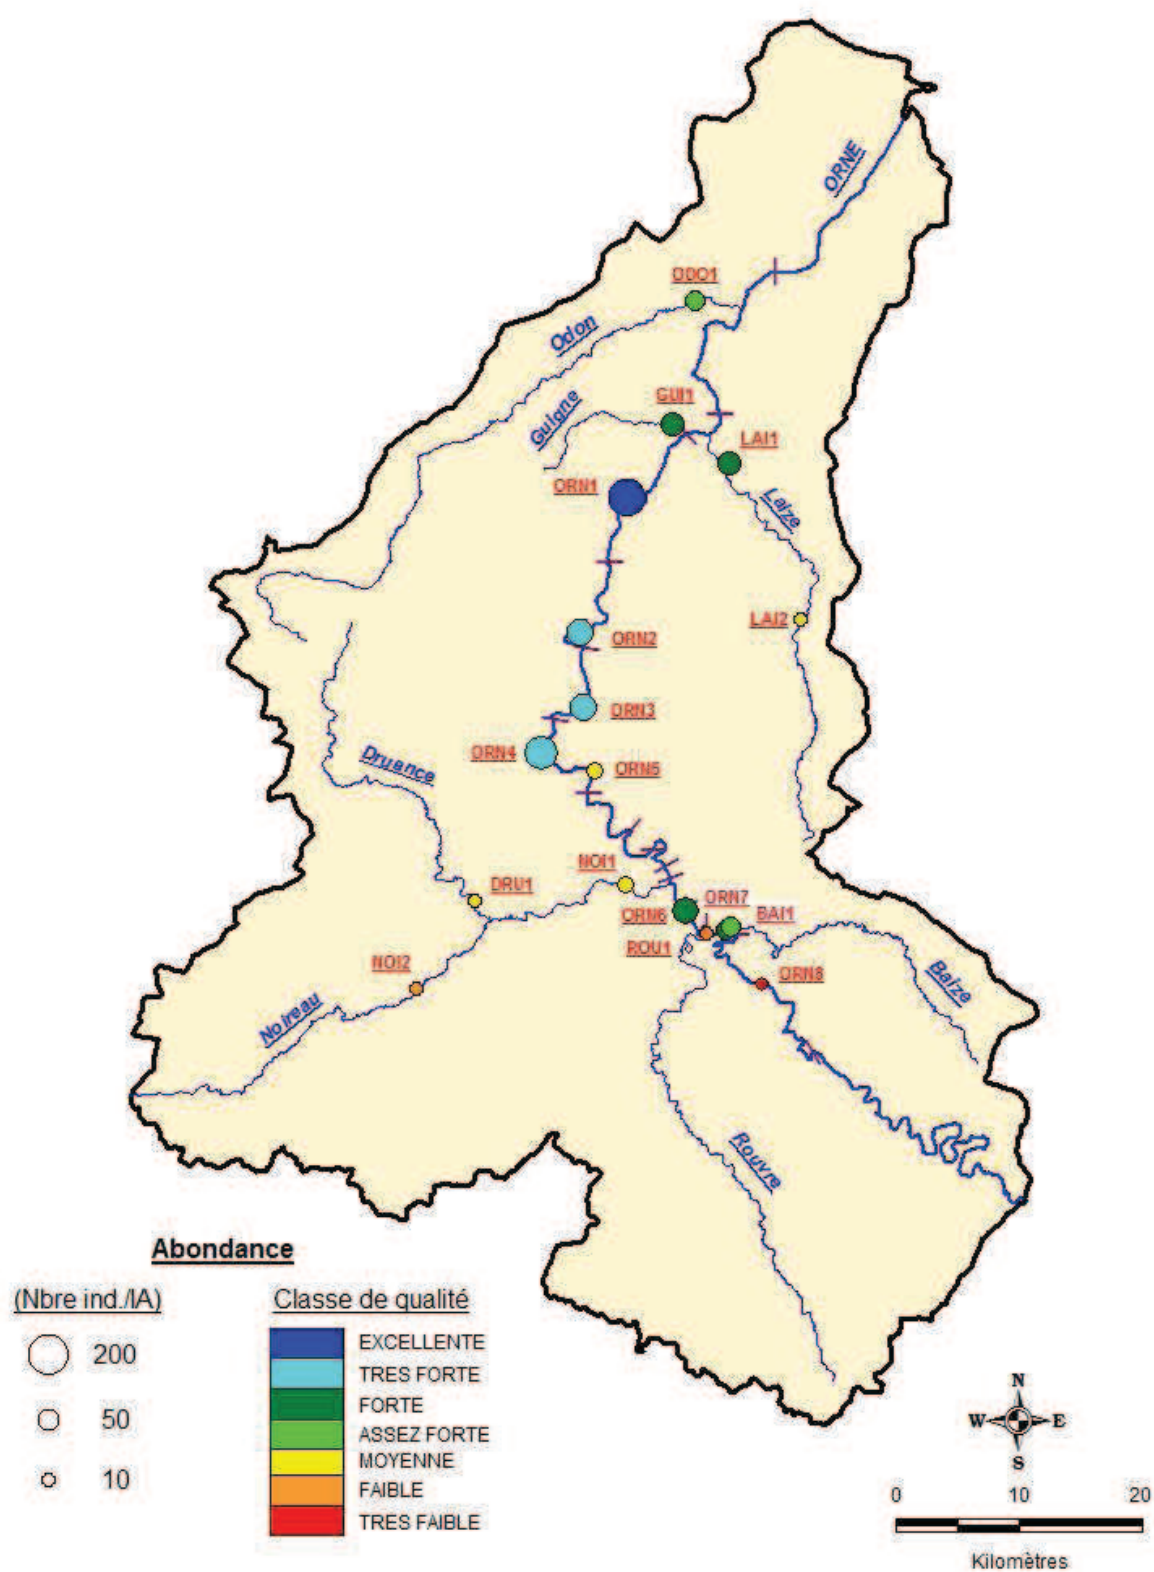 ORNE
ODO1
Odon
GUI1
Guigne
LAI1
ORN1
Laize
LAI2
ORN2
ORN3
ORN4
Druance
ORN5
NOI1
DRU1
ORN7
ORN6
BAI1
ROU1
NOI2
ORN8
Baize
Noireau
Rouvre
Abondance
(Nbre ind./IA)
Classe de qualité
200
50
10
EXCELLENTE
TRES FORTE
FORTE
ASSEZ FORTE
MOYENNE
FAIBLE
TRES FAIBLE
N
W E
S
0 10 20
Kilomètres